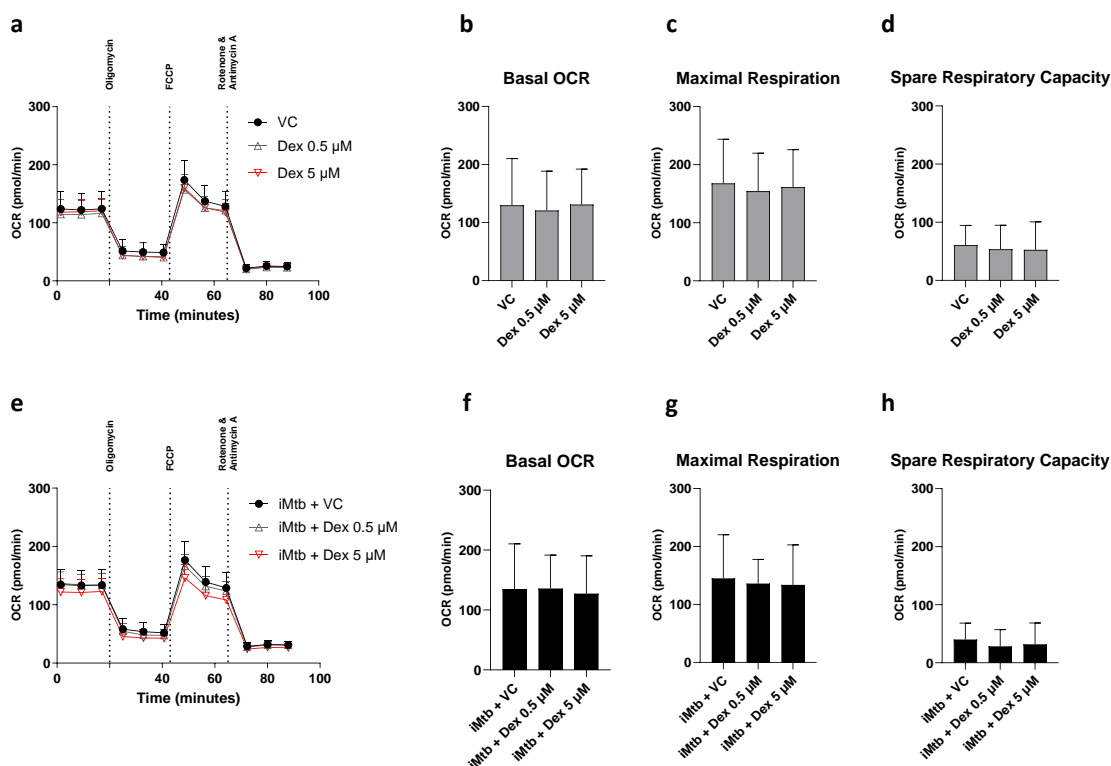 a
Oligomycin
FCCP
Rotenone &
Antimycin A
VC
Dex 0.5 µM
Dex 5 µM
OCR (pmol/min)
300
200
100
0
0 20 40 60 80 100
Time (minutes)
b
Basal OCR
OCR (pmol/min)
300
200
100
0
VC
Dex 0.5 µM
Dex 5 µM
c
Maximal Respiration
OCR (pmol/min)
300
200
100
0
VC
Dex 0.5 µM
Dex 5 µM
d
Spare Respiratory Capacity
OCR (pmol/min)
300
200
100
0
VC
Dex 0.5 µM
Dex 5 µM
e
Oligomycin
FCCP
Rotenone &
Antimycin A
iMtb + VC
iMtb + Dex 0.5 µM
iMtb + Dex 5 µM
OCR (pmol/min)
300
200
100
0
0 20 40 60 80 100
Time (minutes)
f
Basal OCR
OCR (pmol/min)
300
200
100
0
iMtb + VC
iMtb + Dex 0.5 µM
iMtb + Dex 5 µM
g
Maximal Respiration
OCR (pmol/min)
300
200
100
0
iMtb + VC
iMtb + Dex 0.5 µM
iMtb + Dex 5 µM
h
Spare Respiratory Capacity
OCR (pmol/min)
300
200
100
0
iMtb + VC
iMtb + Dex 0.5 µM
iMtb + Dex 5 µM